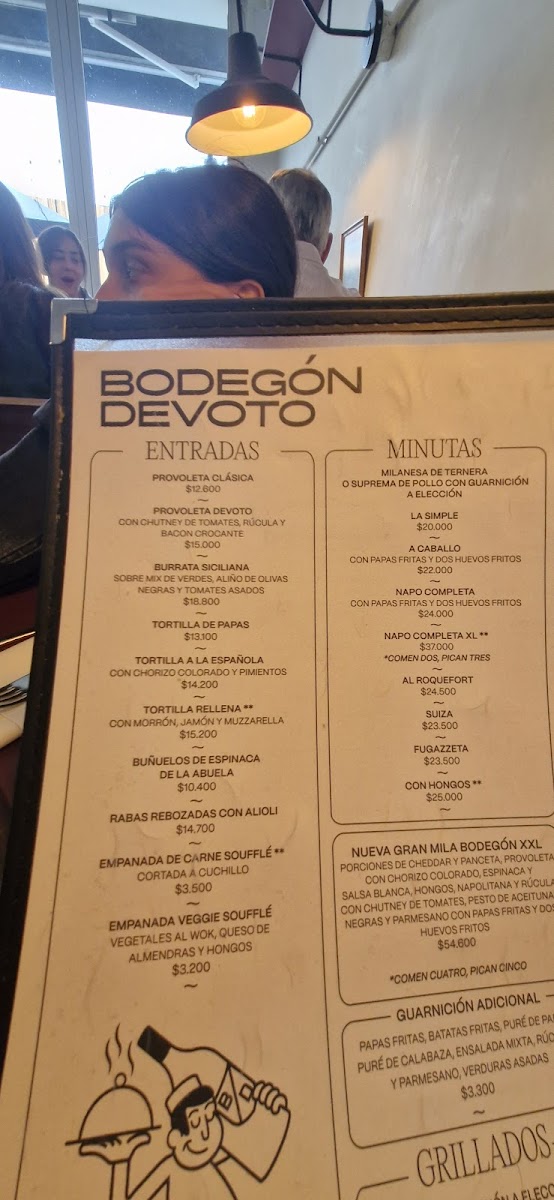 BODEGÓN
DEVOTO
ENTRADAS
PROVOLETA CLÁSICA
$12.600
~
PROVOLETA DEVOTO
CON CHUTNEY DE TOMATES, RÚCULA Y
BACON CROCANTE
$15.000
~
BURRATA SICILIANA
SOBRE MIX DE VERDES, ALIÑO DE OLIVAS
NEGRAS Y TOMATES ASADOS
$18.800
~
TORTILLA DE PAPAS
$13.100
~
TORTILLA A LA ESPAÑOLA
CON CHORIZO COLORADO Y PIMIENTOS
$14.200
~
TORTILLA RELLENA **
CON MORRÓN, JAMÓN Y MUZZARELLA
$15.200
~
BUÑUELOS DE ESPINACA
DE LA ABUELA
$10.400
~
RABAS REBOZADAS CON ALIOLI
$14.700
~
EMPANADA DE CARNE SOUFFLÉ **
CORTADA A CUCHILLO
$3.500
~
EMPANADA VEGGIE SOUFFLÉ
VEGETALES AL WOK, QUESO DE
ALMENDRAS Y HONGOS
$3.200
~
MINUTAS
MILANESA DE TERNERA
O SUPREMA DE POLLO CON GUARNICIÓN
A ELECCIÓN
LA SIMPLE
$20.000
~
A CABALLO
CON PAPAS FRITAS Y DOS HUEVOS FRITOS
$22.000
~
NAPO COMPLETA
CON PAPAS FRITAS Y DOS HUEVOS FRITOS
$24.000
~
NAPO COMPLETA XL **
$37.000
*COMEN DOS, PICAN TRES
~
AL ROQUEFORT
$24.500
~
SUIZA
$23.500
~
FUGAZZETA
$23.500
~
CON HONGOS **
$25.000
~
NUEVA GRAN MILA BODEGÓN XXL
PORCIONES DE CHEDDAR Y PANCETA, PROVOLETA
CON CHORIZO COLORADO, ESPINACA Y
SALSA BLANCA, HONGOS, NAPOLITANA Y RÚCULA
CON CHUTNEY DE TOMATES, PESTO DE ACEITUNA
NEGRAS Y PARMESANO CON PAPAS FRITAS Y DOS
HUEVOS FRITOS
$54.600
*COMEN CUATRO, PICAN CINCO
GUARNICIÓN ADICIONAL
PAPAS FRITAS, BATATAS FRITAS, PURÉ DE PA
PURÉ DE CALABAZA, ENSALADA MIXTA, RÚC
Y PARMESANO, VERDURAS ASADAS
$3.300
~
GRILLADOS